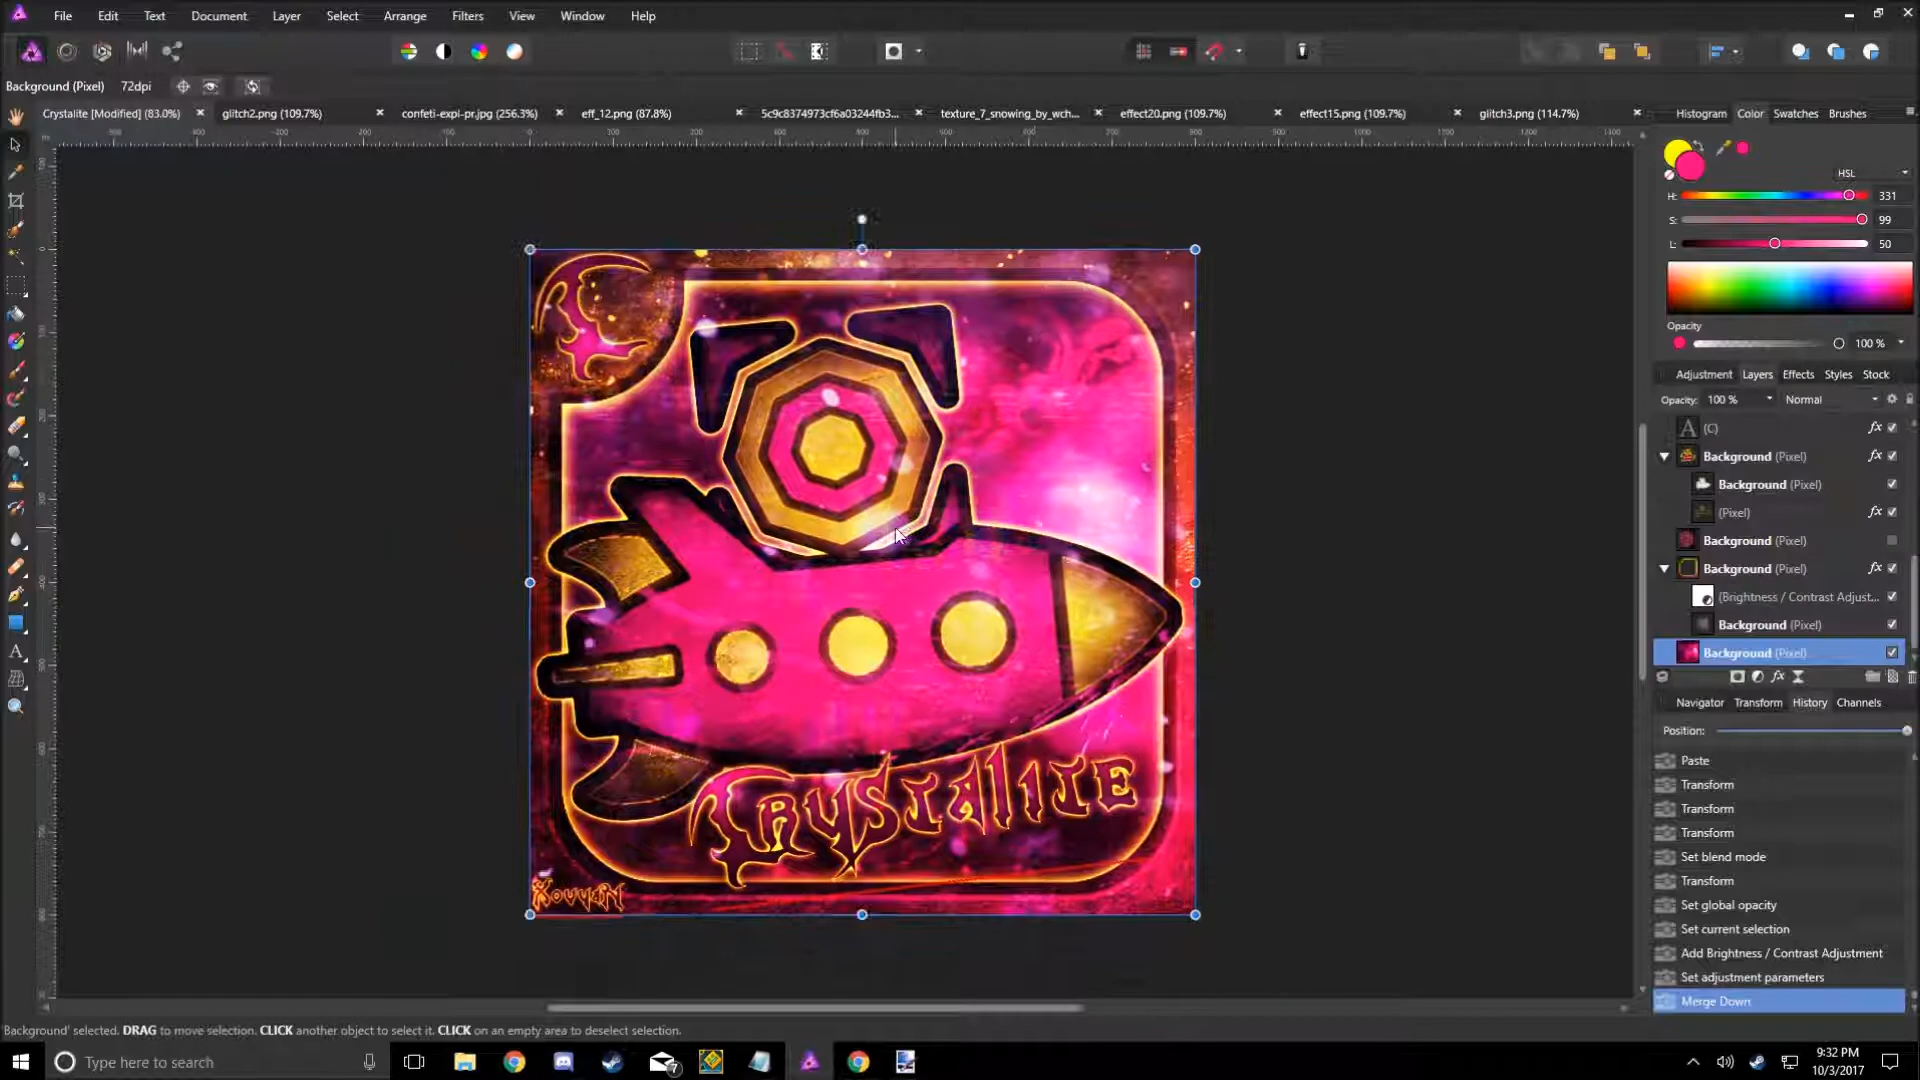 File Edit Text Document Layer Select Arrange Filters View Window Help
Background (Pixel) 72dpi
Crystalite [Modified] (83.0%) glitch2.png (109.7%) confeti-expl-pr.jpg (256.3%) eff_12.png (87.8%) 5c9c8374973cf6a03244fb3... texture_7_snowing_by_wch... effect20.png (109.7%) effect15.png (109.7%) glitch3.png (114.7%)
Histogram Color Swatches Brushes
HSL
H: 331
S: 99
L: 50
Opacity
100 %
Adjustment Layers Effects Styles Stock
Opacity: 100 % Normal
(C)
Background (Pixel)
Background (Pixel)
(Pixel)
Background (Pixel)
Background (Pixel)
(Brightness / Contrast Adjust...
Background (Pixel)
Background (Pixel)
Navigator Transform History Channels
Position:
Paste
Transform
Transform
Transform
Set blend mode
Transform
Set global opacity
Set current selection
Add Brightness / Contrast Adjustment
Set adjustment parameters
Merge Down
Crystalite
XovvaN
Background' selected. DRAG to move selection. CLICK another object to select it. CLICK on an empty area to deselect selection.
Type here to search
7
9:32 PM
10/3/2017